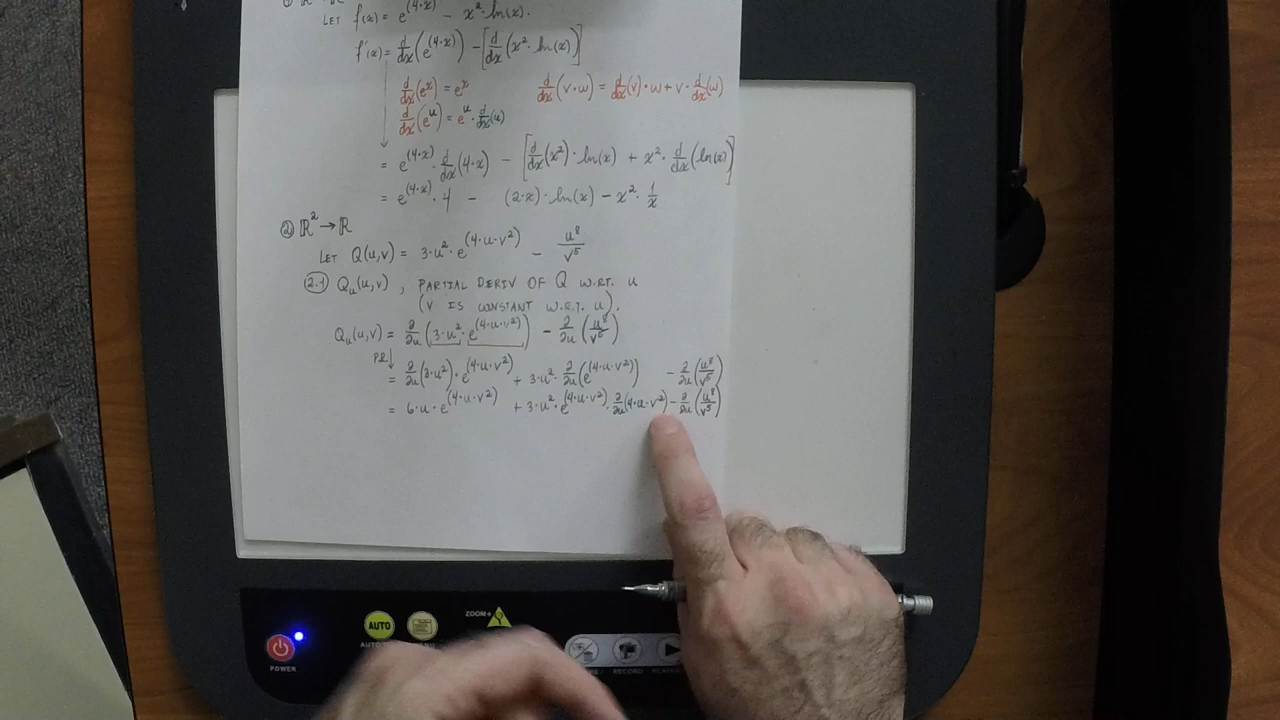 LET f(x) = e^(4·x) - x²·ln(x).
f'(x) = d/dx(e^(4·x)) - [d/dx(x²·ln(x))]
d/dx(e^x) = e^x d/dx(v·w) = d/dx(v)·w + v·d/dx(w)
d/dx(e^u) = e^u · d/dx(u)
= e^(4·x) · d/dx(4·x) - [d/dx(x²)·ln(x) + x²·d/dx(ln(x))]
= e^(4·x)·4 - (2·x)·ln(x) - x²·1/x
② ℝ² → ℝ
LET Q(u,v) = 3·u²·e^(4·u·v²) - u⁸/v⁵
2.1 Q_u(u,v), PARTIAL DERIV OF Q W.R.T. u
(V IS CONSTANT W.R.T. u).
Q_u(u,v) = ∂/∂u(3·u²·e^(4·u·v²)) - ∂/∂u(u⁸/v⁵)
PR↓
= ∂/∂u(3·u²)·e^(4·u·v²) + 3·u²·∂/∂u(e^(4·u·v²)) - ∂/∂u(u⁸/v⁵)
= 6·u·e^(4·u·v²) + 3·u²·e^(4·u·v²)·∂/∂u(4·u·v²) - ∂/∂u(u⁸/v⁵)
ZOOM+
AUTO
POWER
RECORD